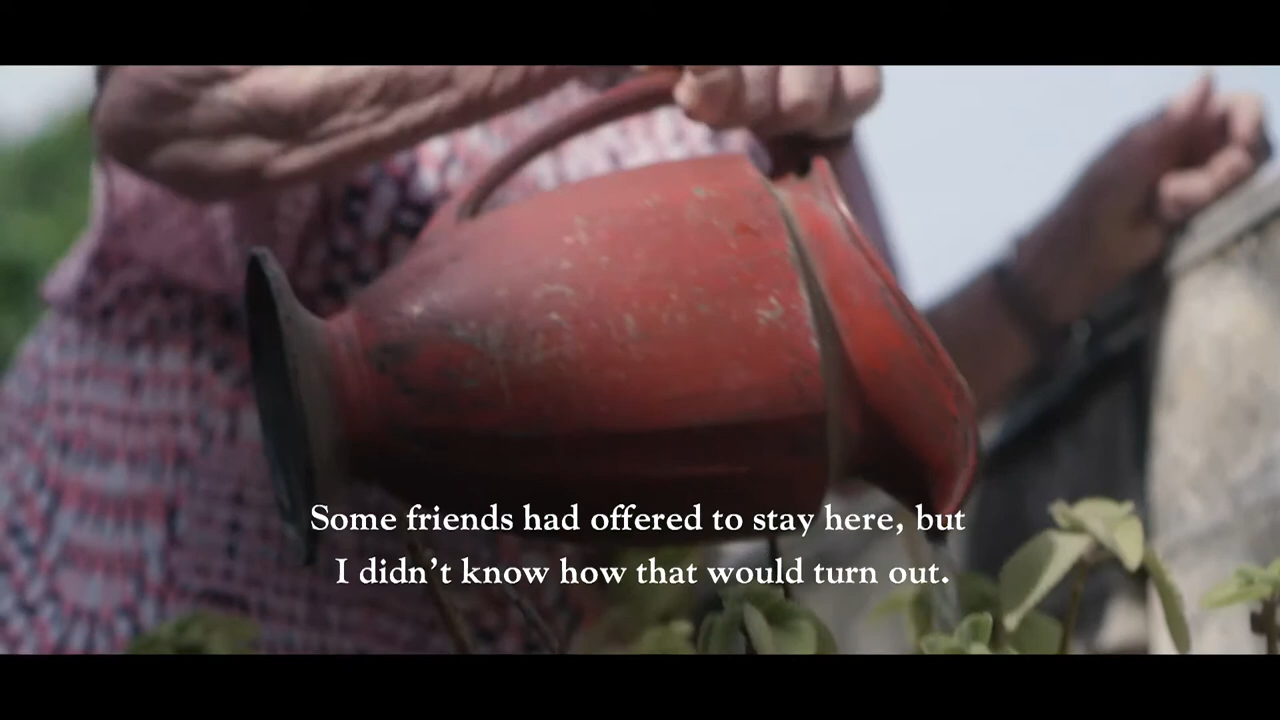 Some friends had offered to stay here, but
I didn’t know how that would turn out.